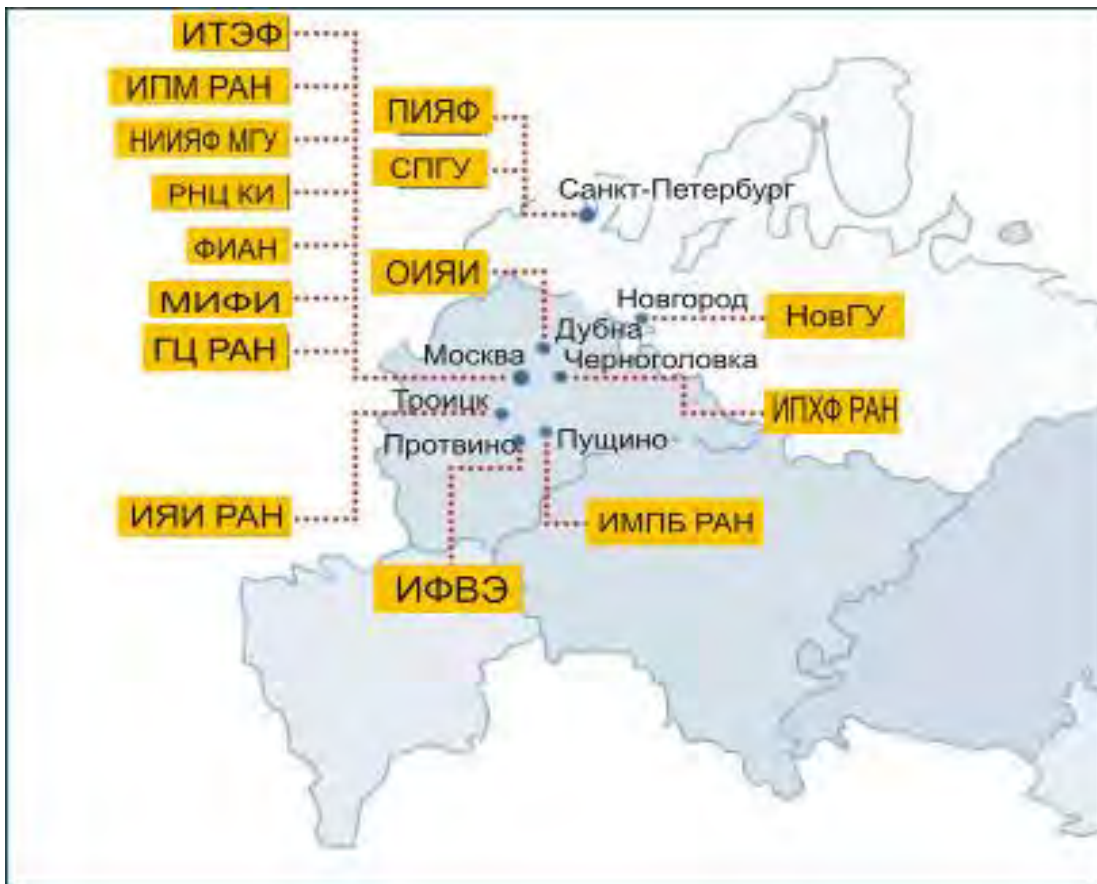 ИТЭФ
ИПМ РАН
НИИЯФ МГУ
РНЦ КИ
ФИАН
МИФИ
ГЦ РАН
ПИЯФ
СПГУ
Санкт-Петербург
ОИЯИ
Новгород
НовГУ
Дубна
Москва
Черноголовка
Троицк
ИПХФ РАН
Протвино
Пущино
ИЯИ РАН
ИМПБ РАН
ИФВЭ